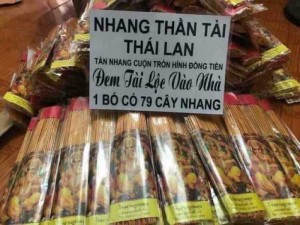 NHANG THẦN TÀI
THÁI LAN
TÀN NHANG CUỘN TRÒN HÌNH ĐỒNG TIỀN
Đem Tài Lộc Vào Nhà
1 BÓ CÓ 79 CÂY NHANG